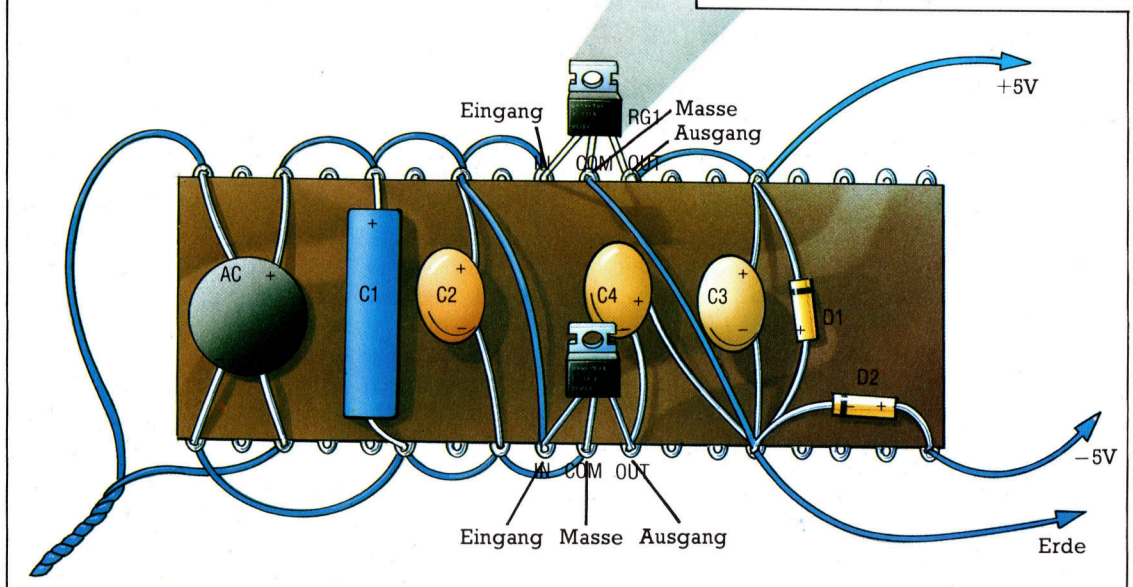 +5V
Eingang
RG1
Masse
Ausgang
IN COM OUT
AC +
+
C1
+
C2
–
C4
+
–
+
C3
–
D1
+
D2
+
–5V
IN COM OUT
Eingang Masse Ausgang
Erde